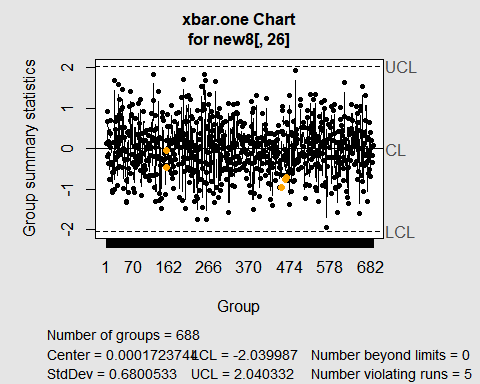 xbar.one Chart
for new8[, 26]
Group summary statistics
2
1
0
-1
-2
UCL
CL
LCL
1 70 162 266 370 474 578 682
Group
Number of groups = 688
Center = 0.0001723744 LCL = -2.039987 Number beyond limits = 0
StdDev = 0.6800533 UCL = 2.040332 Number violating runs = 5